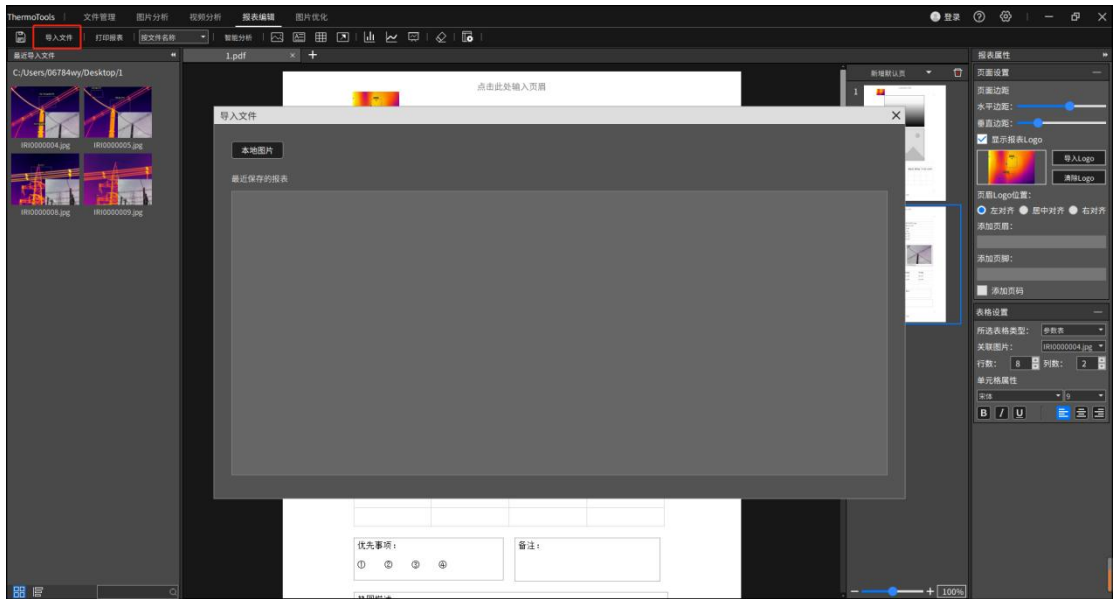 ThermoTools 文件管理 图片分析 视频分析 报表编辑 图片优化 登录
导入文件 打印报表 按文件名称 智能分析
最近导入文件
C:/Users/06784wy/Desktop/1
IRI0000004.jpg IRI0000005.jpg
IRI0000008.jpg IRI0000009.jpg
1.pdf × +
点击此处输入页眉
导入文件
本地图片
最近保存的报表
优先事项：
① ② ③ ④
备注：
新增默认页
1
100%
报表属性
页面设置
页面边距
水平边距：
垂直边距：
显示报表Logo
导入Logo
清除Logo
页眉Logo位置：
左对齐 居中对齐 右对齐
添加页眉：
添加页脚：
添加页码
表格设置
所选表格类型： 参数表
关联图片： IRI0000004.jpg
行数： 8 列数： 2
单元格属性
宋体 9
B I U